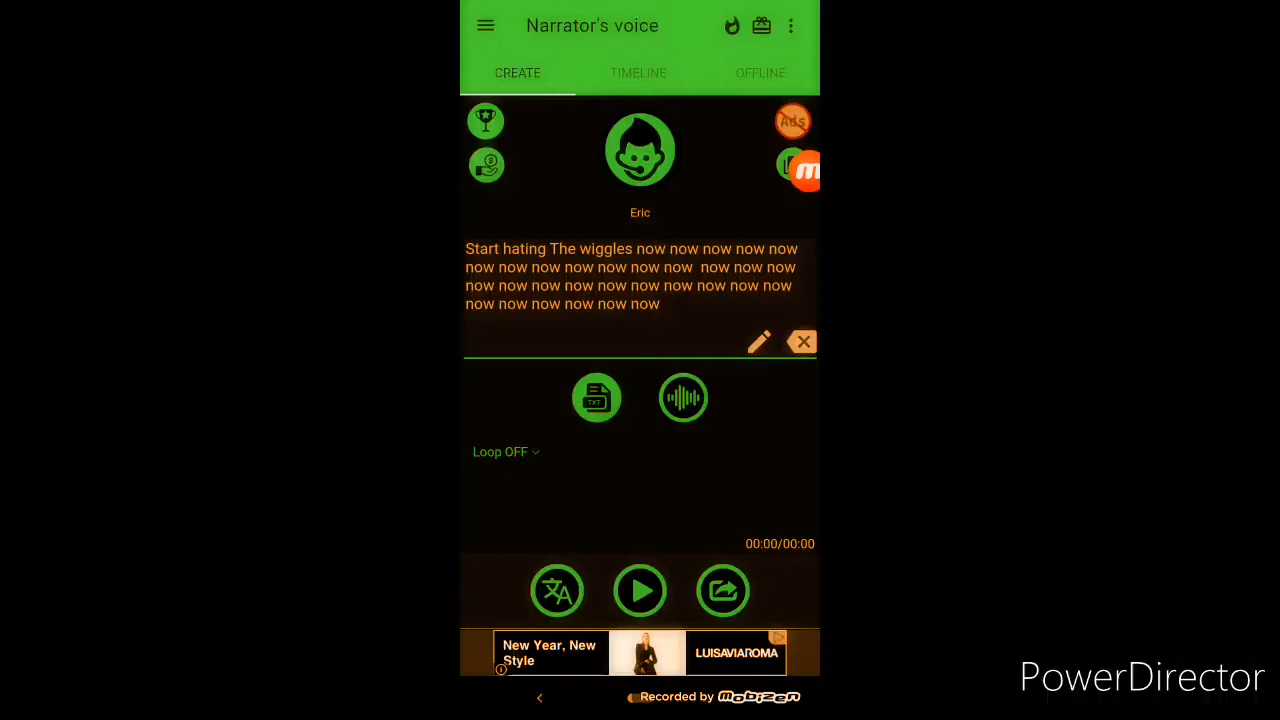 Narrator's voice
CREATE TIMELINE OFFLINE
Ads
Eric
Start hating The wiggles now now now now now
now now now now now now now  now now now
now now now now now now now now now now
now now now now now now
TXT
Loop OFF
00:00/00:00
New Year, New
Style
LUISAVIAROMA
Recorded by mobizen
PowerDirector